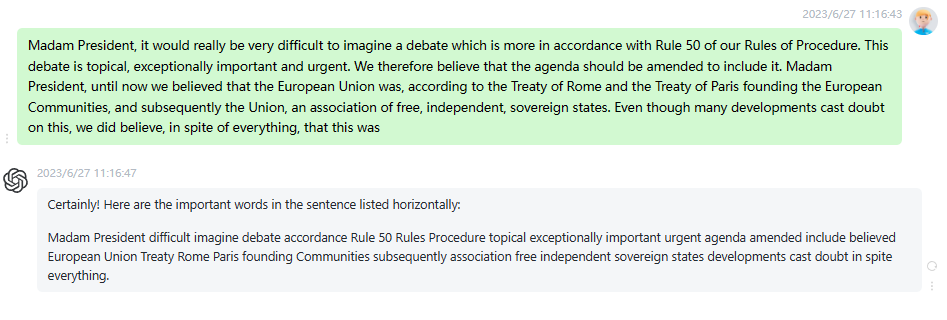 2023/6/27 11:16:43
Madam President, it would really be very difficult to imagine a debate which is more in accordance with Rule 50 of our Rules of Procedure. This
debate is topical, exceptionally important and urgent. We therefore believe that the agenda should be amended to include it. Madam
President, until now we believed that the European Union was, according to the Treaty of Rome and the Treaty of Paris founding the European
Communities, and subsequently the Union, an association of free, independent, sovereign states. Even though many developments cast doubt
on this, we did believe, in spite of everything, that this was
2023/6/27 11:16:47
Certainly! Here are the important words in the sentence listed horizontally:
Madam President difficult imagine debate accordance Rule 50 Rules Procedure topical exceptionally important urgent agenda amended include believed
European Union Treaty Rome Paris founding Communities subsequently association free independent sovereign states developments cast doubt in spite
everything.